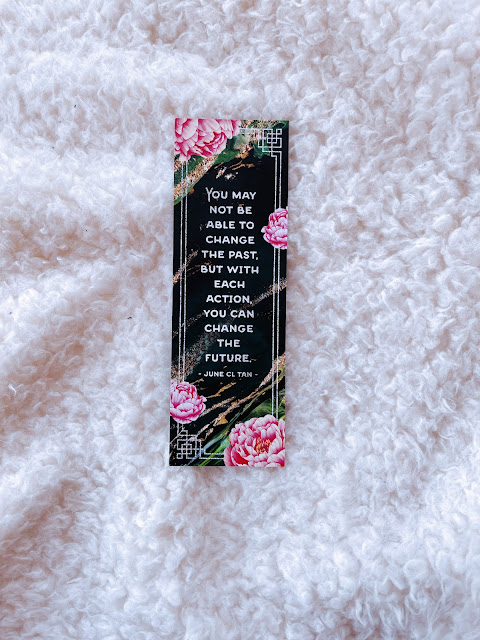 You may
not be
able to
change
the past,
but with
each
action,
you can
change
the
future.
- June CL Tan -